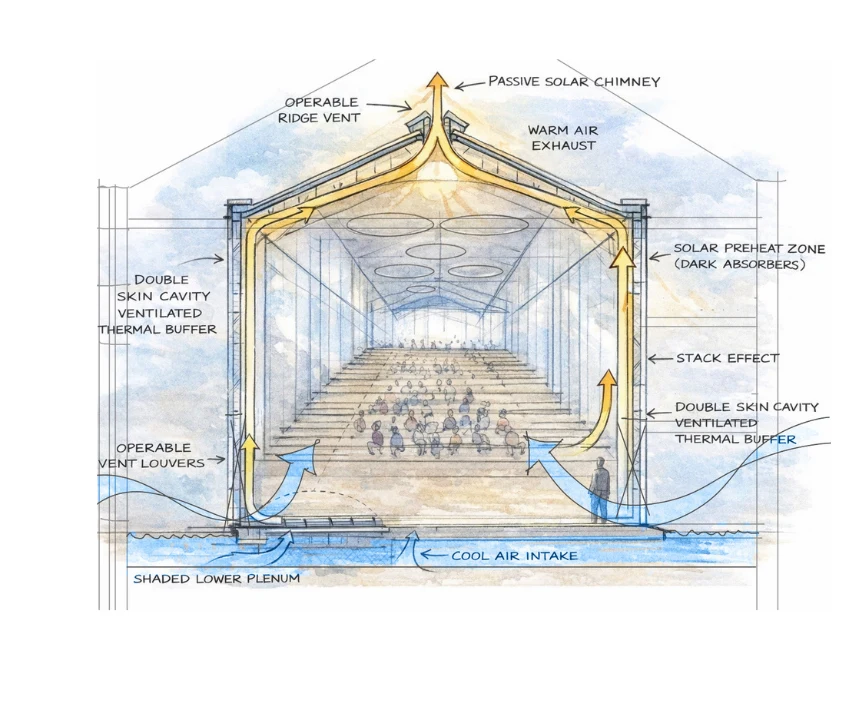 PASSIVE SOLAR CHIMNEY
OPERABLE
RIDGE VENT
WARM AIR
EXHAUST
SOLAR PREHEAT ZONE
(DARK ABSORBERS)
DOUBLE
SKIN CAVITY
VENTILATED
THERMAL BUFFER
STACK EFFECT
DOUBLE SKIN CAVITY
VENTILATED
THERMAL BUFFER
OPERABLE
VENT LOUVERS
COOL AIR INTAKE
SHADED LOWER PLENUM